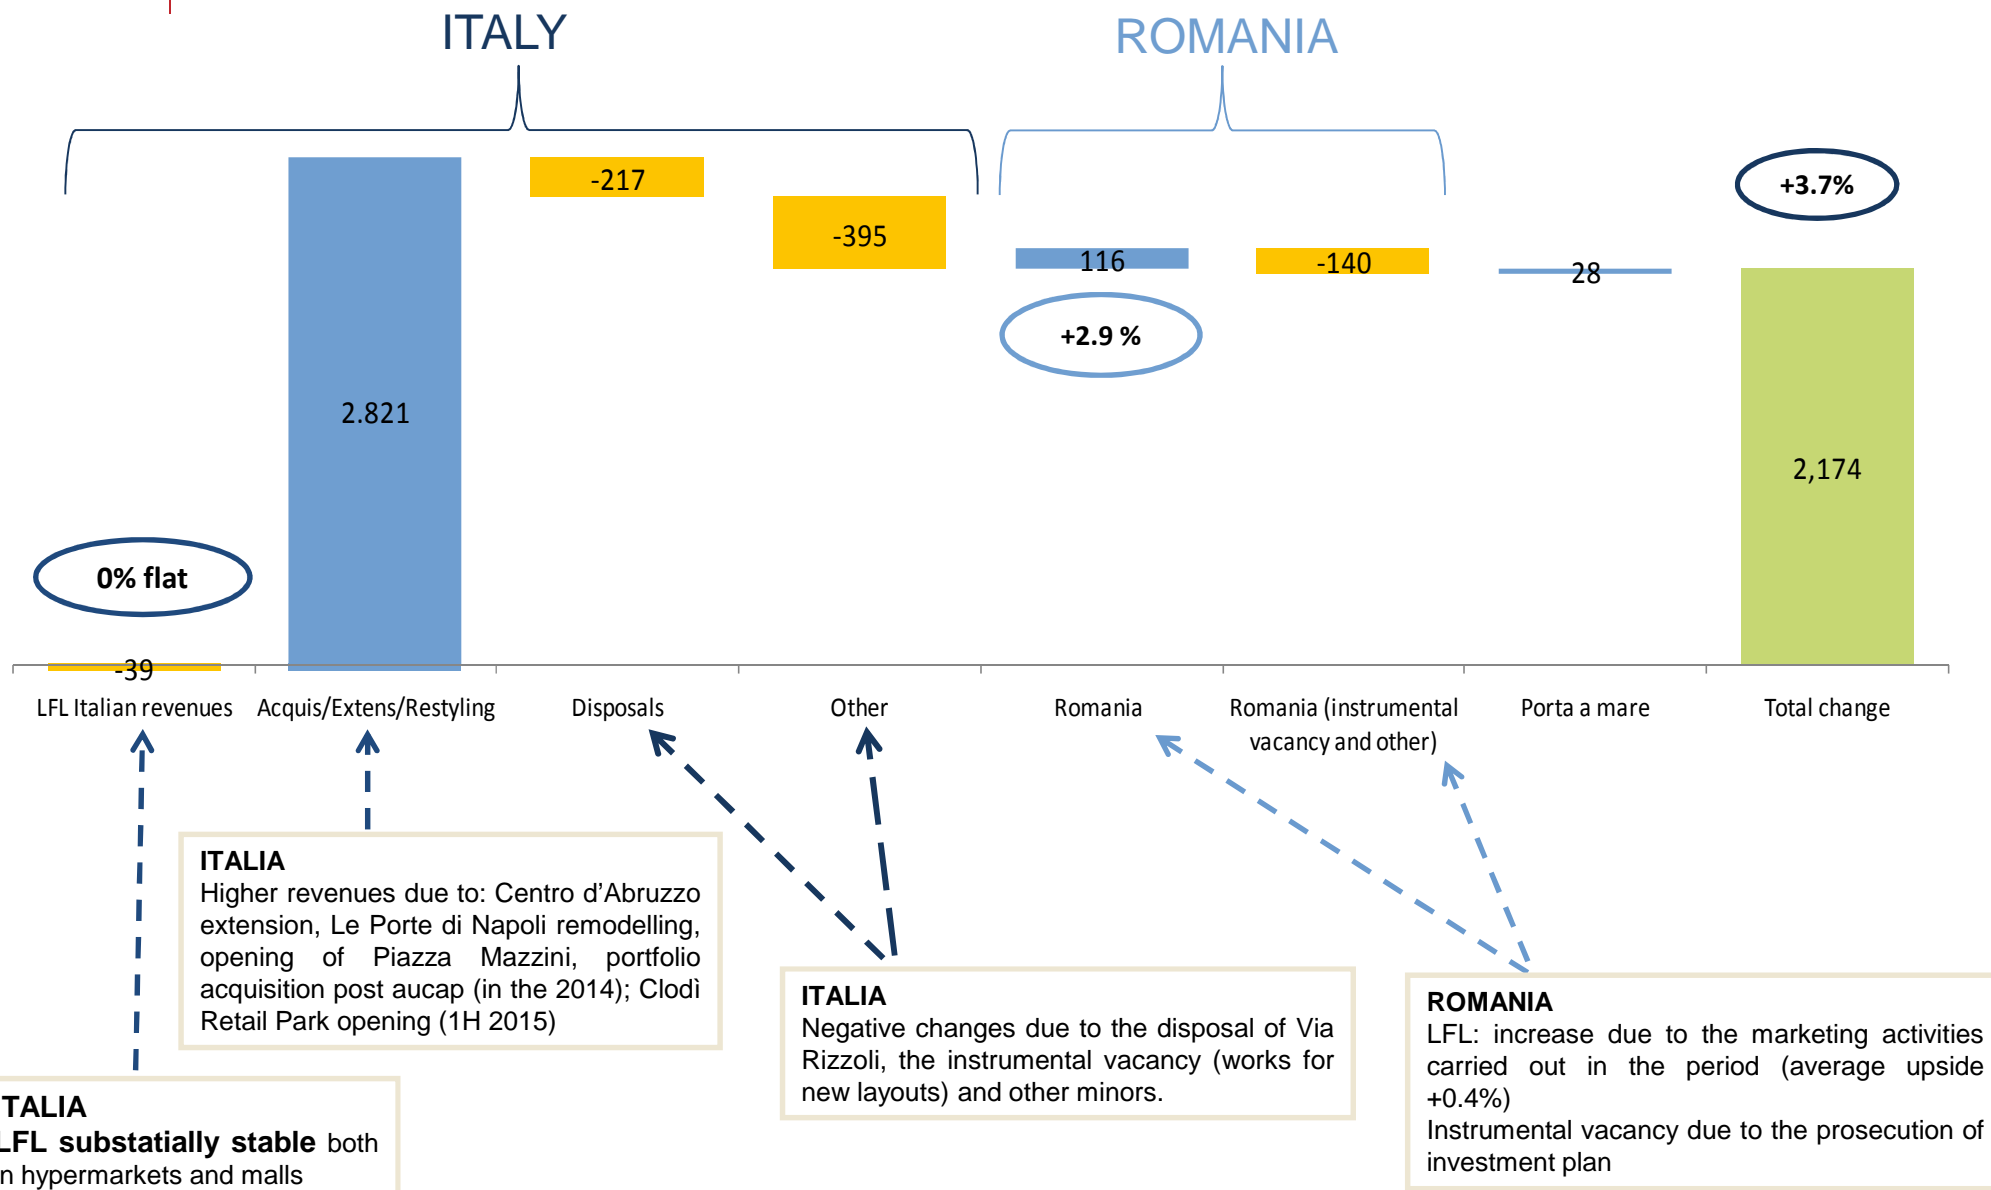 ITALY
ROMANIA
-217
-395
116
-140
28
+3.7%
+2.9 %
2.821
2,174
0% flat
-39
LFL Italian revenues
Acquis/Extens/Restyling
Disposals
Other
Romania
Romania (instrumental
vacancy and other)
Porta a mare
Total change
ITALIA
Higher revenues due to: Centro d’Abruzzo
extension, Le Porte di Napoli remodelling,
opening of Piazza Mazzini, portfolio
acquisition post aucap (in the 2014); Clodì
Retail Park opening (1H 2015)
ITALIA
Negative changes due to the disposal of Via
Rizzoli, the instrumental vacancy (works for
new layouts) and other minors.
ROMANIA
LFL: increase due to the marketing activities
carried out in the period (average upside
+0.4%)
Instrumental vacancy due to the prosecution of
investment plan
TALIA
LFL substatially stable both
n hypermarkets and malls